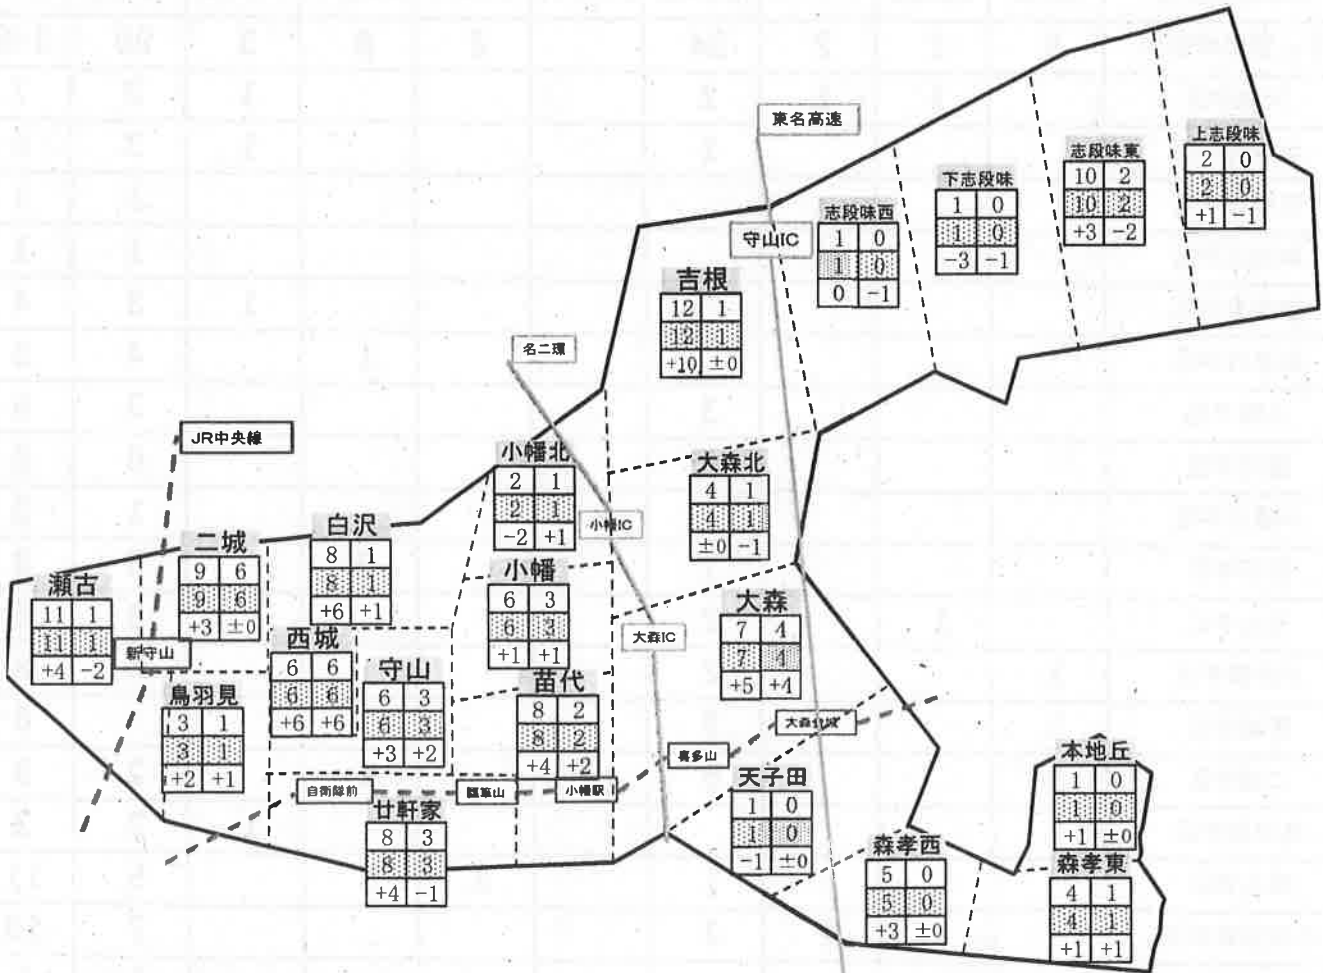 東名高速
上志段味
2 0
2 0
+1 -1
志段味東
10 2
10 2
+3 -2
下志段味
1 0
1 0
-3 -1
志段味西
1 0
1 0
0 -1
守山IC
吉根
12 1
12 1
+10 ±0
名二環
JR中央線
小幡北
2 1
2 1
-2 +1
小幡IC
大森北
4 1
4 1
±0 -1
白沢
8 1
8 1
+6 +1
二城
9 6
9 6
+3 ±0
瀬古
11 1
11 1
+4 -2
新守山
小幡
6 3
6 3
+1 +1
大森IC
大森
7 4
7 4
+5 +4
西城
6 6
6 6
+6 +6
守山
6 3
6 3
+3 +2
鳥羽見
3 1
3 1
+2 +1
苗代
8 2
8 2
+4 +2
喜多山
自衛隊前
小幡駅
廿軒家
8 3
8 3
+4 -1
天子田
1 0
1 0
-1 ±0
本地丘
1 0
1 0
+1 ±0
森孝西
5 0
5 0
+3 ±0
森孝東
4 1
4 1
+1 +1